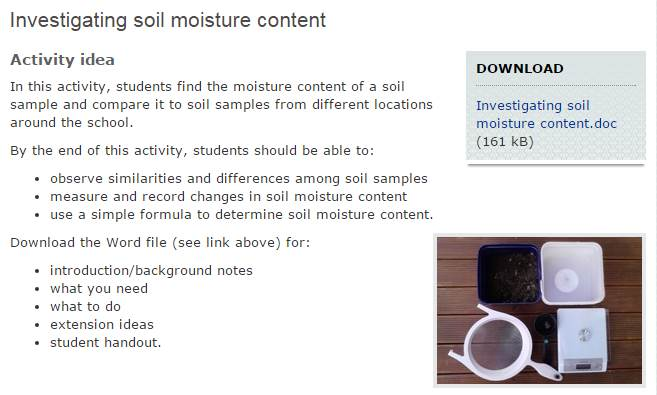 Investigating soil moisture content
Activity idea
In this activity, students find the moisture content of a soil
sample and compare it to soil samples from different locations
around the school.
By the end of this activity, students should be able to:
• observe similarities and differences among soil samples
• measure and record changes in soil moisture content
• use a simple formula to determine soil moisture content.
Download the Word file (see link above) for:
• introduction/background notes
• what you need
• what to do
• extension ideas
• student handout.
DOWNLOAD
Investigating soil
moisture content.doc
(161 kB)